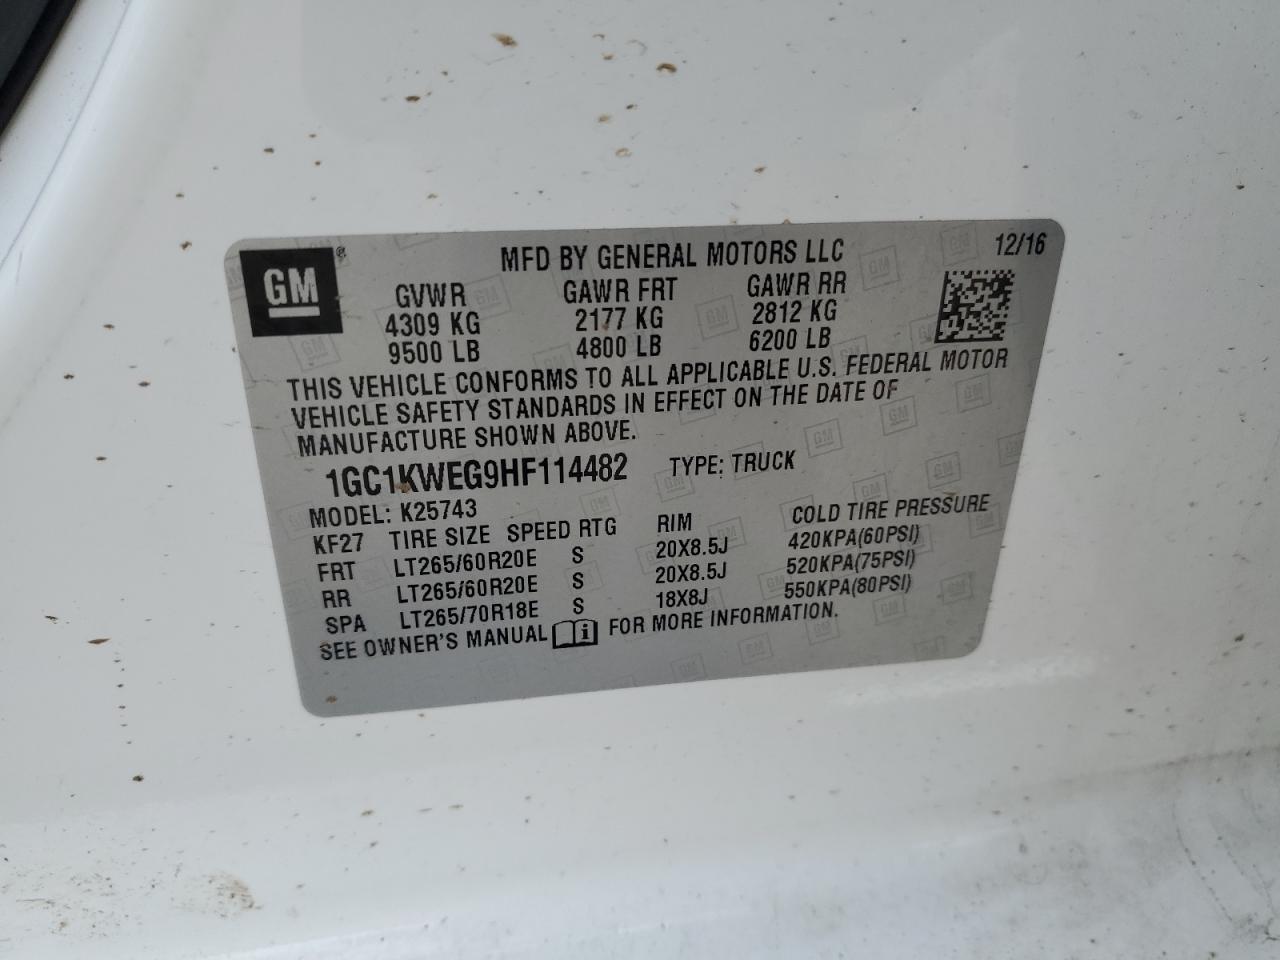 GM ®
MFD BY GENERAL MOTORS LLC 12/16
GVWR GAWR FRT GAWR RR
4309 KG 2177 KG 2812 KG
9500 LB 4800 LB 6200 LB
THIS VEHICLE CONFORMS TO ALL APPLICABLE U.S. FEDERAL MOTOR
VEHICLE SAFETY STANDARDS IN EFFECT ON THE DATE OF
MANUFACTURE SHOWN ABOVE.
1GC1KWEG9HF114482 TYPE: TRUCK
MODEL: K25743
KF27 TIRE SIZE SPEED RTG RIM COLD TIRE PRESSURE
FRT LT265/60R20E S 20X8.5J 420KPA(60PSI)
RR LT265/60R20E S 20X8.5J 520KPA(75PSI)
SPA LT265/70R18E S 18X8J 550KPA(80PSI)
SEE OWNER'S MANUAL i FOR MORE INFORMATION.